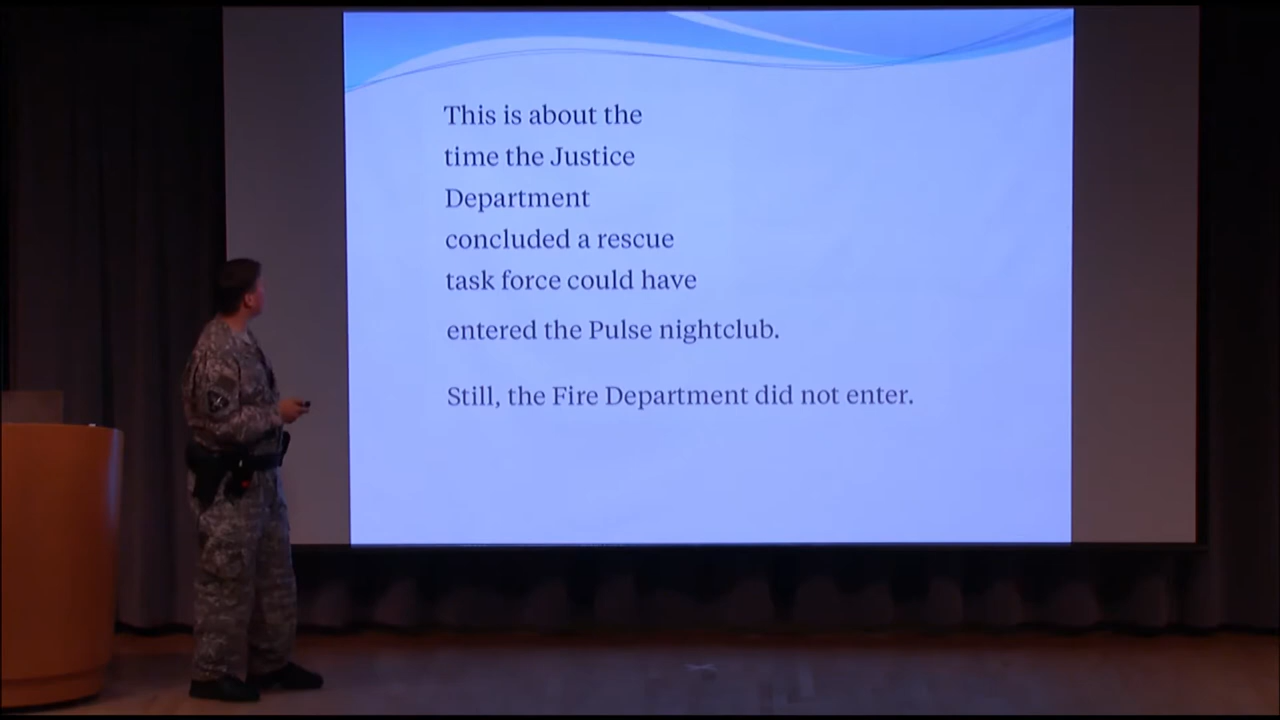 This is about the
time the Justice
Department
concluded a rescue
task force could have
entered the Pulse nightclub.
Still, the Fire Department did not enter.